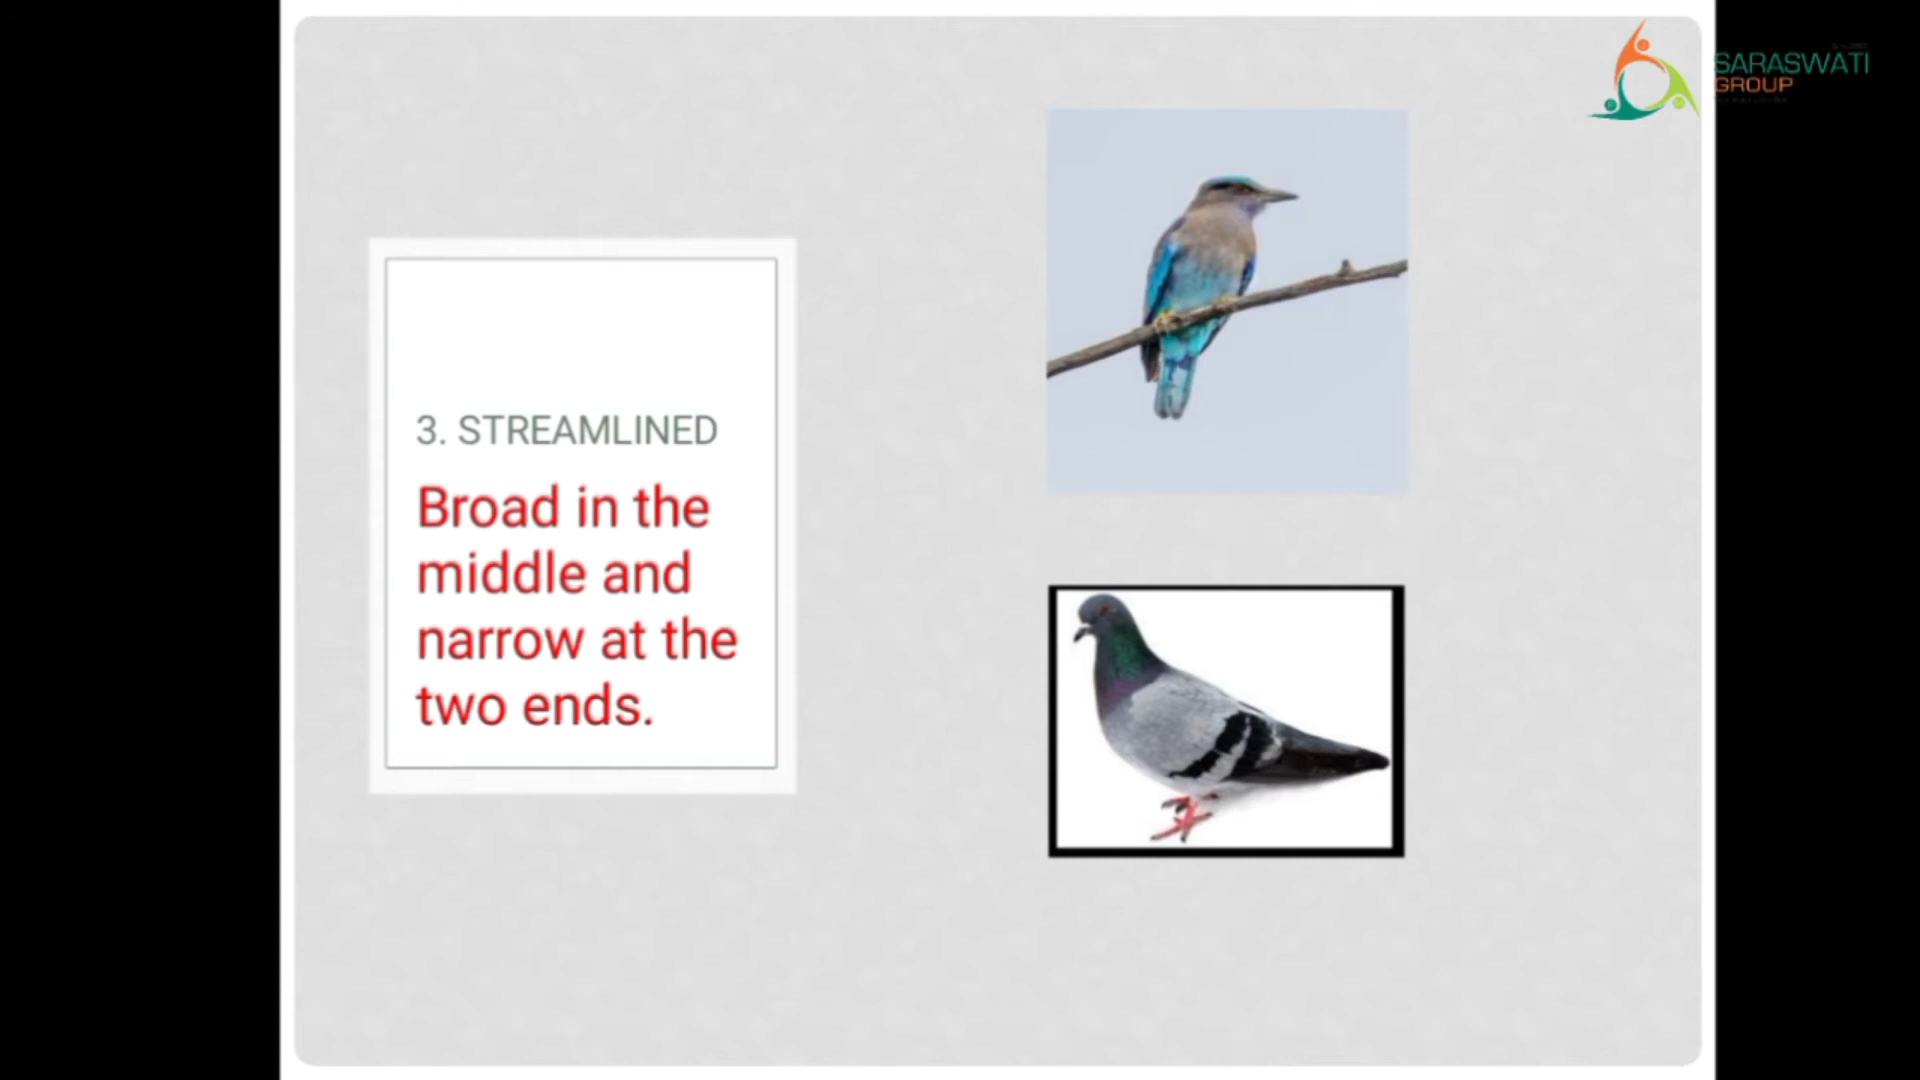 SARASWATI
GROUP
3. STREAMLINED
Broad in the
middle and
narrow at the
two ends.